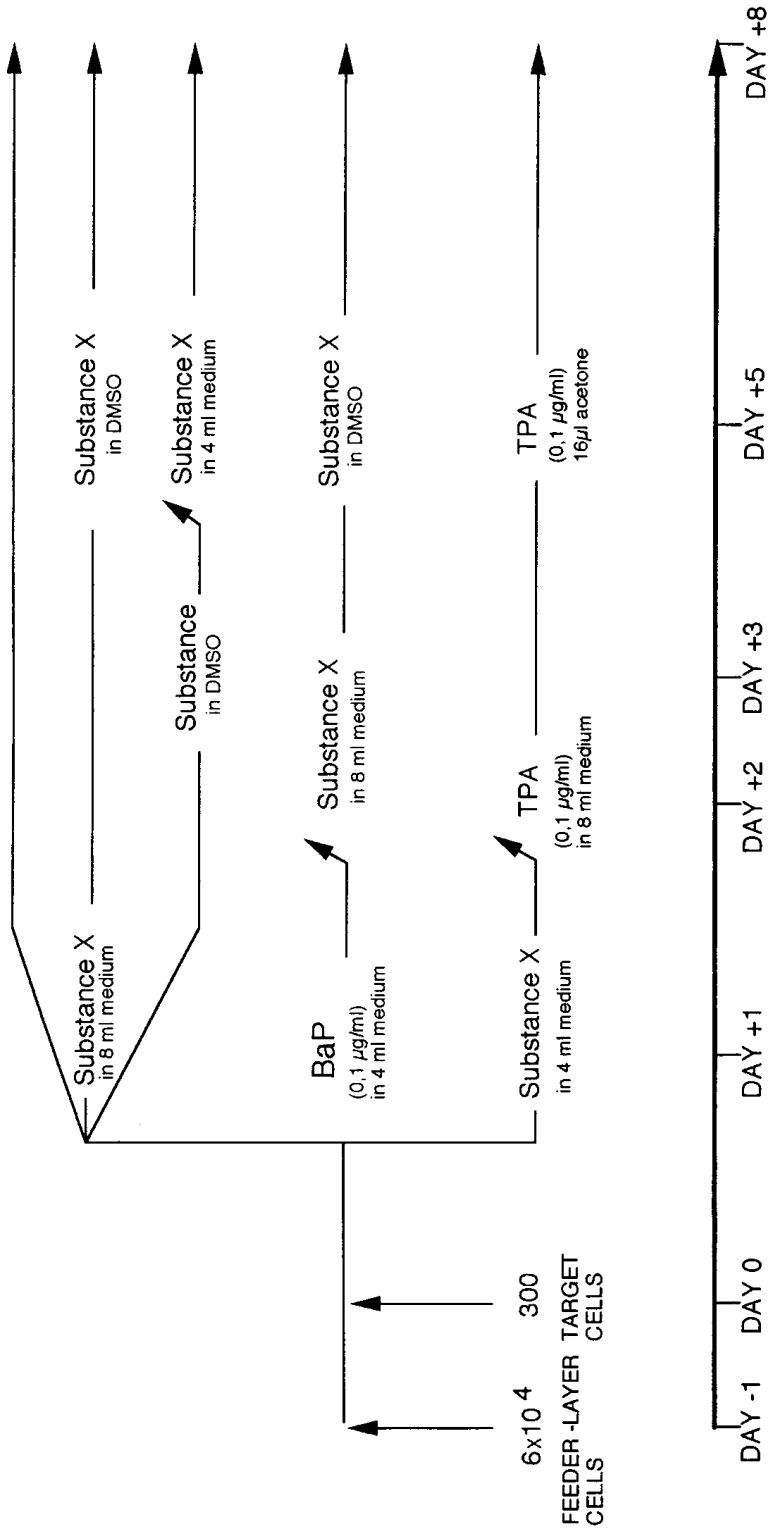 Substance X
in 8 ml medium
Substance X
in DMSO
Substance
in DMSO
Substance X
in 4 ml medium
BaP
(0,1 µg/ml)
in 4 ml medium
Substance X
in 8 ml medium
Substance X
in DMSO
Substance X
in 4 ml medium
TPA
(0,1 µg/ml)
in 8 ml medium
TPA
(0,1 µg/ml)
16µl acetone
6x10 4
FEEDER -LAYER
CELLS
300
TARGET
CELLS
DAY -1
DAY 0
DAY +1
DAY +2
DAY +3
DAY +5
DAY +8